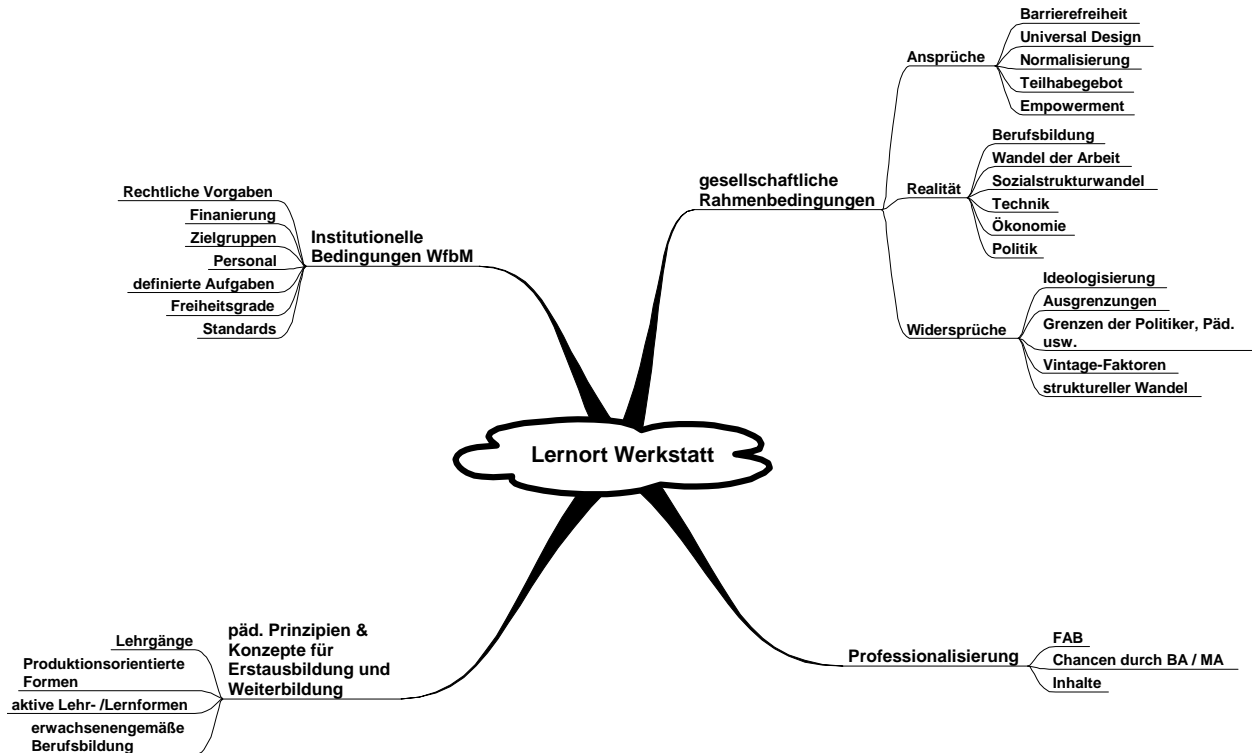 Barrierefreiheit
Universal Design
Ansprüche
Normalisierung
Teilhabegebot
Empowerment
Berufsbildung
Wandel der Arbeit
gesellschaftliche
Rahmenbedingungen
Realität
Sozialstrukturwandel
Technik
Ökonomie
Politik
Ideologisierung
Ausgrenzungen
Widersprüche
Grenzen der Politiker, Päd.
usw.
Vintage-Faktoren
struktureller Wandel
Rechtliche Vorgaben
Finanierung
Zielgruppen
Institutionelle
Bedingungen WfbM
Personal
definierte Aufgaben
Freiheitsgrade
Standards
Lernort Werkstatt
päd. Prinzipien &
Konzepte für
Erstausbildung und
Weiterbildung
Lehrgänge
Produktionsorientierte
Formen
aktive Lehr- /Lernformen
erwachsenengemäße
Berufsbildung
Professionalisierung
FAB
Chancen durch BA / MA
Inhalte